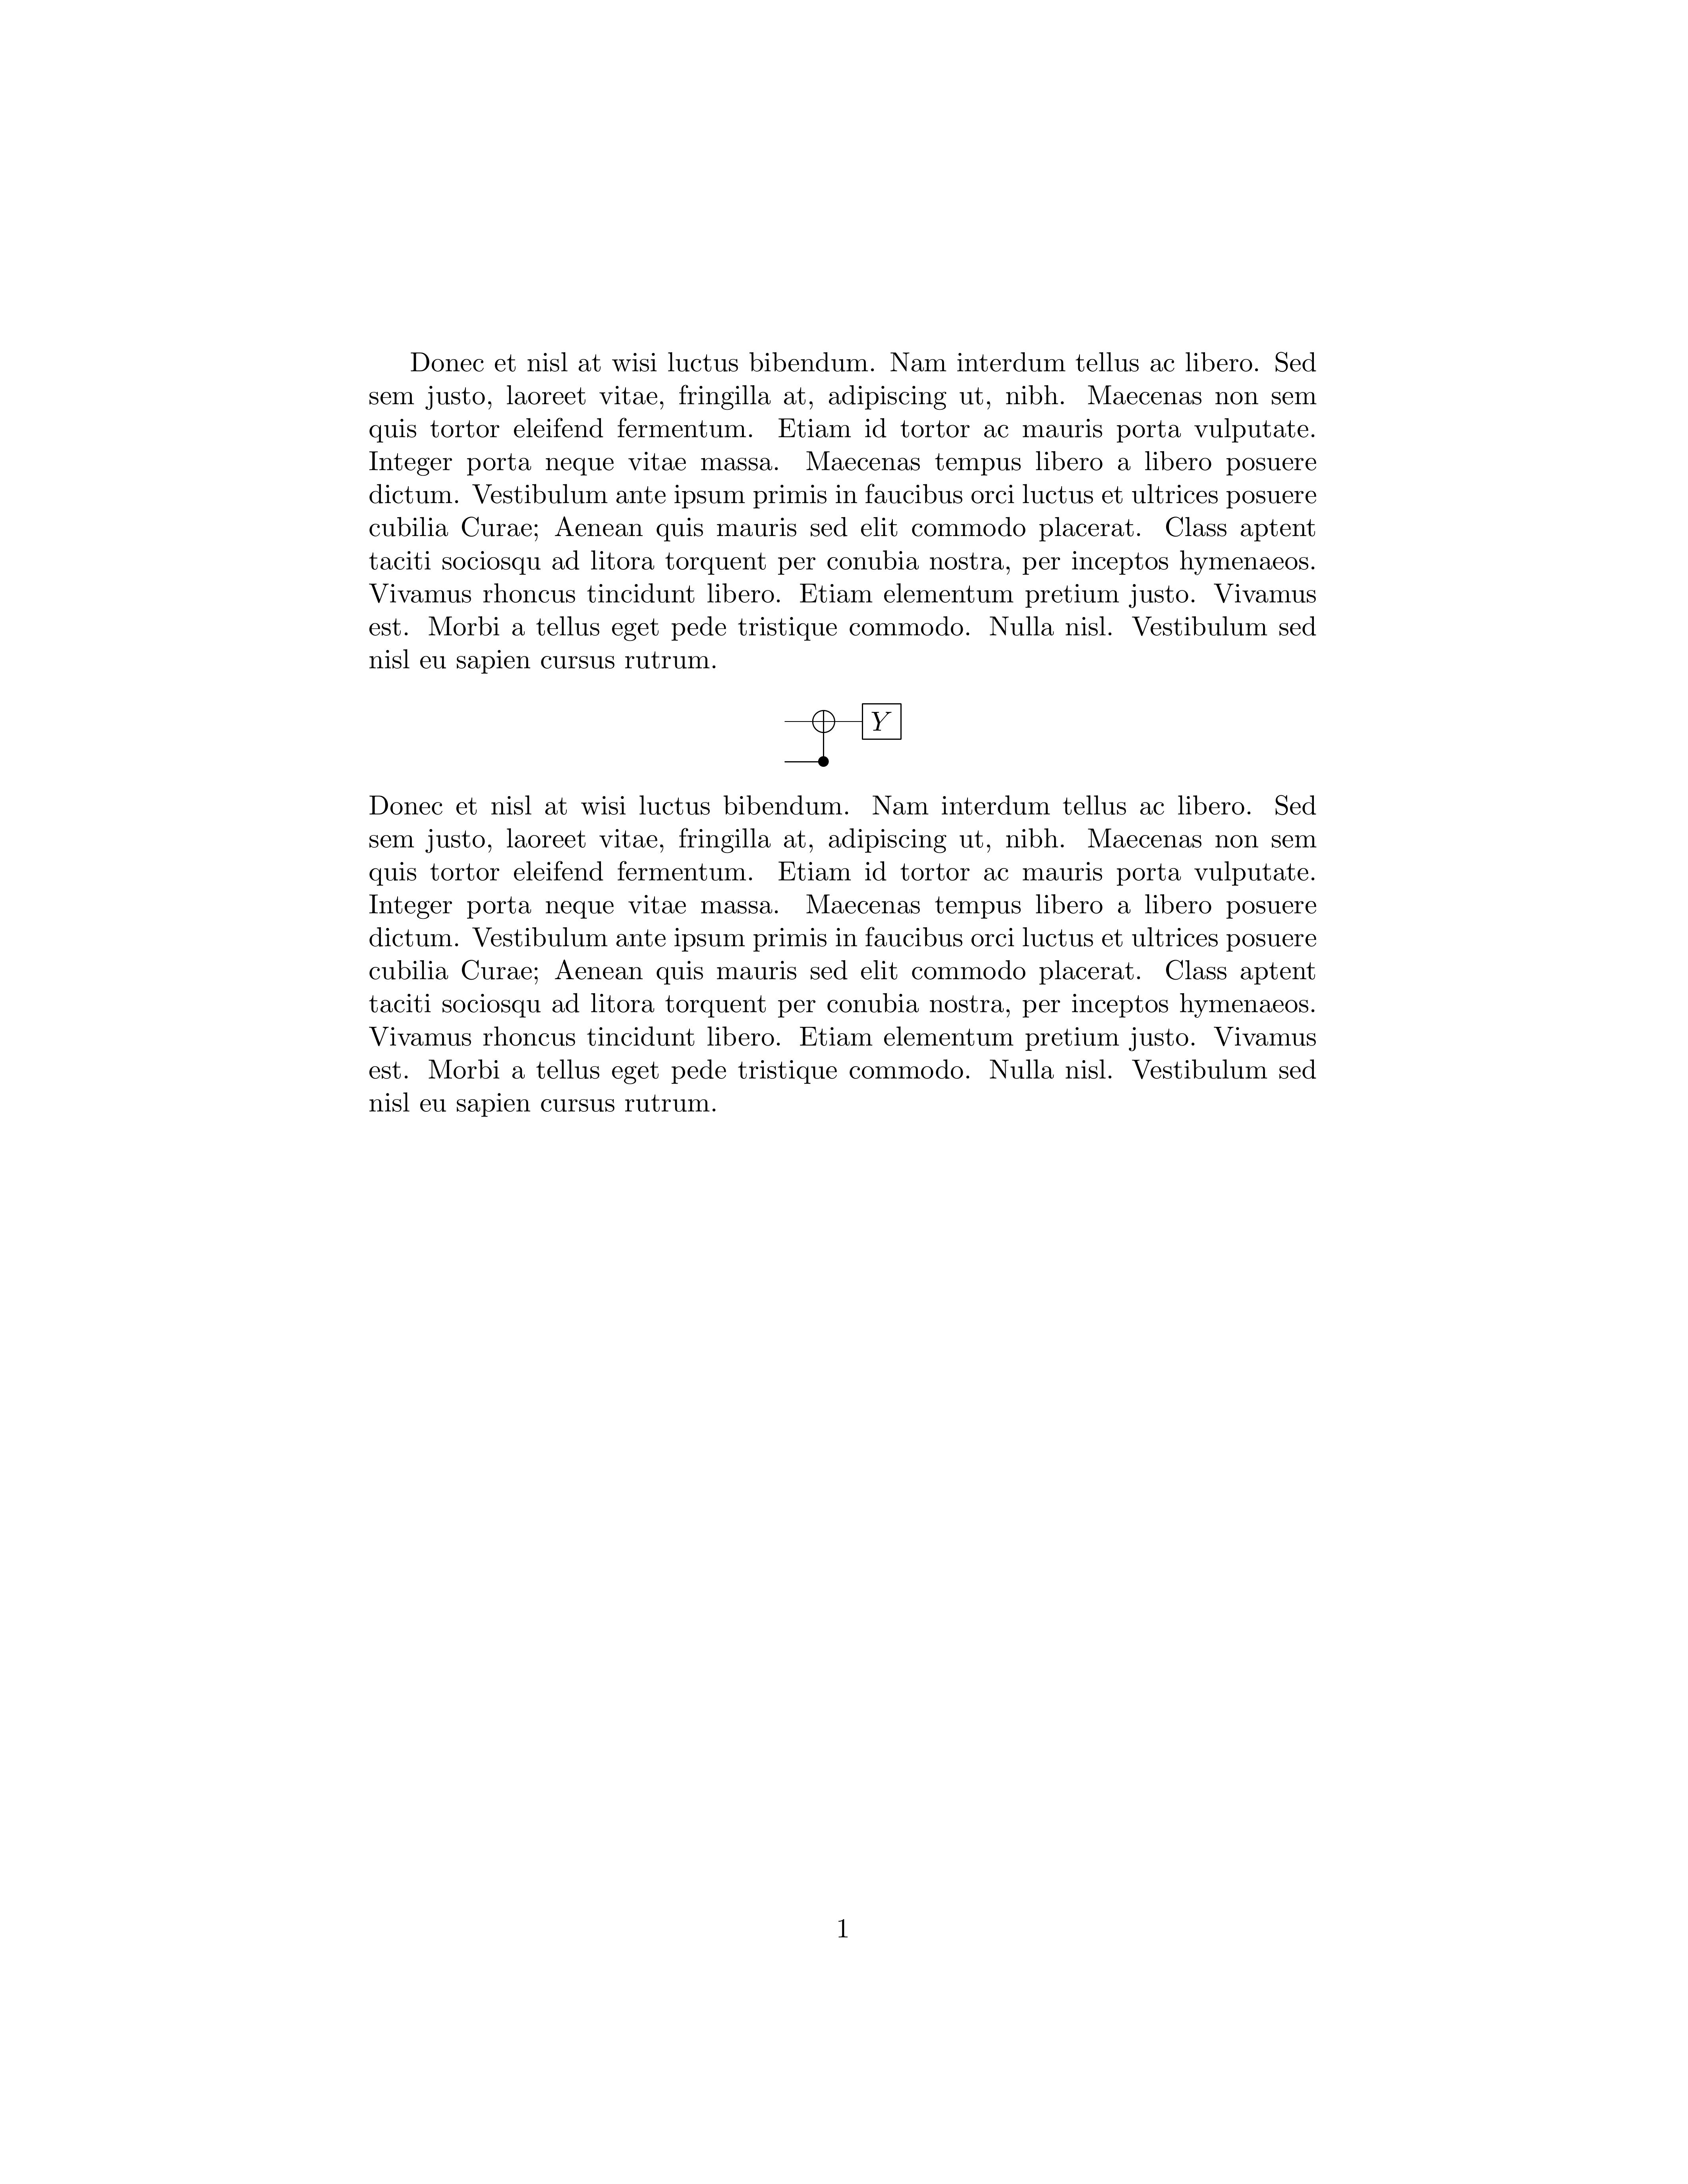 Donec et nisl at wisi luctus bibendum. Nam interdum tellus ac libero. Sed
sem justo, laoreet vitae, fringilla at, adipiscing ut, nibh. Maecenas non sem
quis tortor eleifend fermentum. Etiam id tortor ac mauris porta vulputate.
Integer porta neque vitae massa. Maecenas tempus libero a libero posuere
dictum. Vestibulum ante ipsum primis in faucibus orci luctus et ultrices posuere
cubilia Curae; Aenean quis mauris sed elit commodo placerat. Class aptent
taciti sociosqu ad litora torquent per conubia nostra, per inceptos hymenaeos.
Vivamus rhoncus tincidunt libero. Etiam elementum pretium justo. Vivamus
est. Morbi a tellus eget pede tristique commodo. Nulla nisl. Vestibulum sed
nisl eu sapien cursus rutrum.
Y
Donec et nisl at wisi luctus bibendum. Nam interdum tellus ac libero. Sed
sem justo, laoreet vitae, fringilla at, adipiscing ut, nibh. Maecenas non sem
quis tortor eleifend fermentum. Etiam id tortor ac mauris porta vulputate.
Integer porta neque vitae massa. Maecenas tempus libero a libero posuere
dictum. Vestibulum ante ipsum primis in faucibus orci luctus et ultrices posuere
cubilia Curae; Aenean quis mauris sed elit commodo placerat. Class aptent
taciti sociosqu ad litora torquent per conubia nostra, per inceptos hymenaeos.
Vivamus rhoncus tincidunt libero. Etiam elementum pretium justo. Vivamus
est. Morbi a tellus eget pede tristique commodo. Nulla nisl. Vestibulum sed
nisl eu sapien cursus rutrum.
1